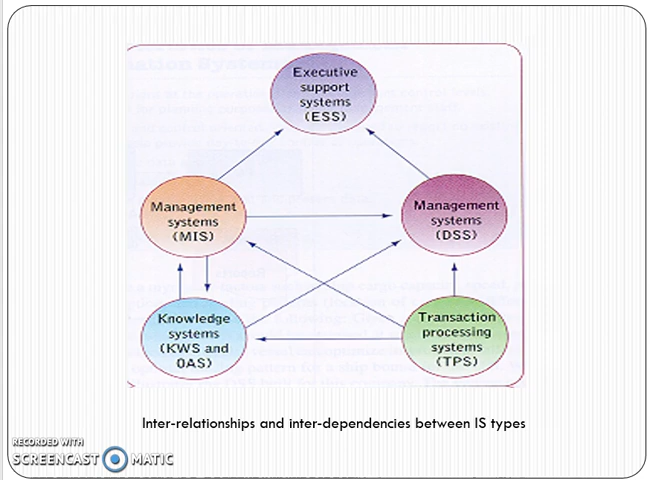 Executive
support
systems
(ESS)
Management
systems
(MIS)
Management
systems
(DSS)
Knowledge
systems
(KWS and
OAS)
Transaction
processing
systems
(TPS)
Inter-relationships and inter-dependencies between IS types
RECORDED WITH
SCREENCAST MATIC